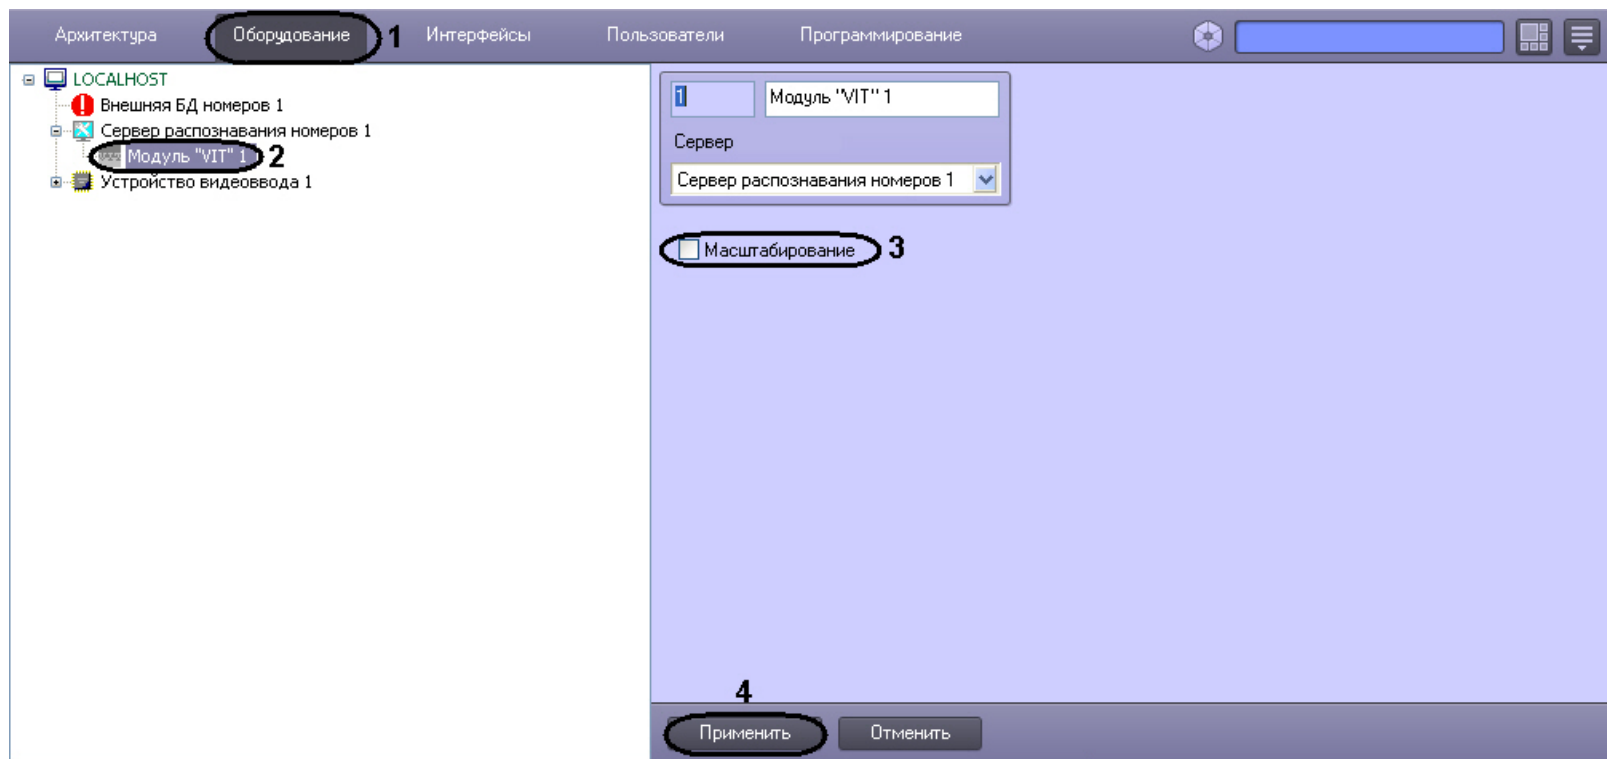 Архитектура Оборудование 1 Интерфейсы Пользователи Программирование
LOCALHOST
Внешняя БД номеров 1
Сервер распознавания номеров 1
Модуль "VIT" 1 2
Устройство видеоввода 1
1 Модуль "VIT" 1
Сервер
Сервер распознавания номеров 1
Масштабирование 3
4
Применить Отменить